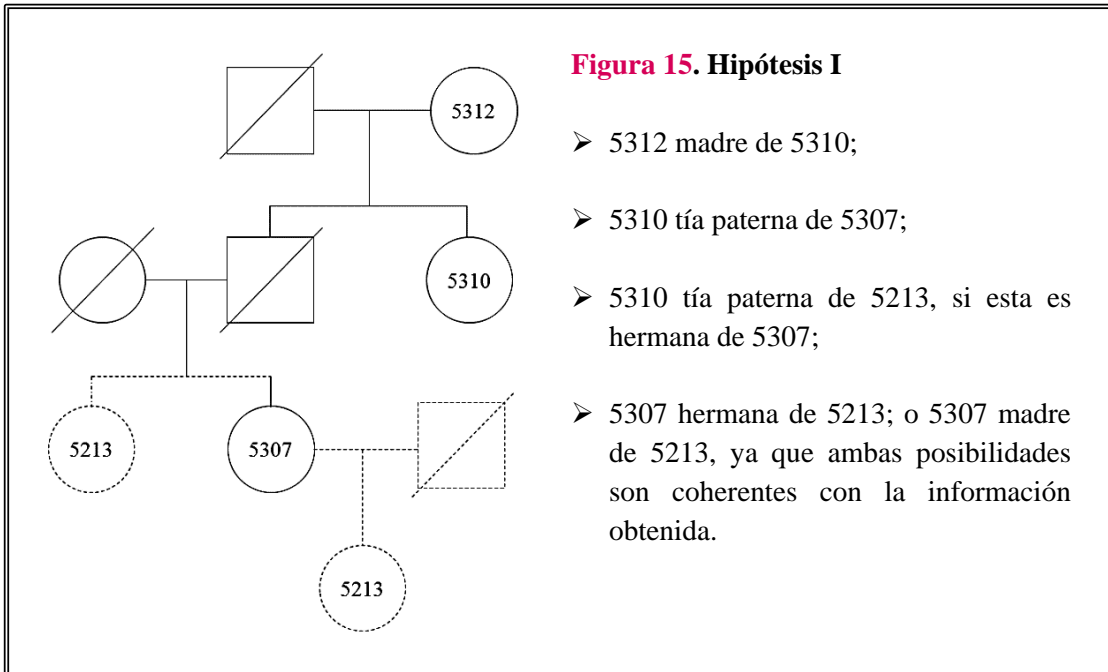 Figura 15. Hipótesis I
5312
➢ 5312 madre de 5310;
➢ 5310 tía paterna de 5307;
5310
➢ 5310 tía paterna de 5213, si esta es
hermana de 5307;
5213
5307
➢ 5307 hermana de 5213; o 5307 madre
de 5213, ya que ambas posibilidades
son coherentes con la información
obtenida.
5213